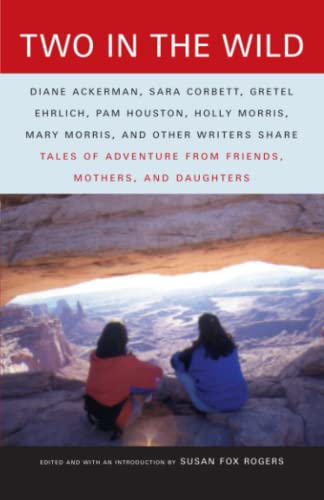 TWO IN THE WILD
DIANE ACKERMAN, SARA CORBETT, GRETEL
EHRLICH, PAM HOUSTON, HOLLY MORRIS,
MARY MORRIS, AND OTHER WRITERS SHARE
TALES OF ADVENTURE FROM FRIENDS,
MOTHERS, AND DAUGHTERS
EDITED AND WITH AN INTRODUCTION BY SUSAN FOX ROGERS